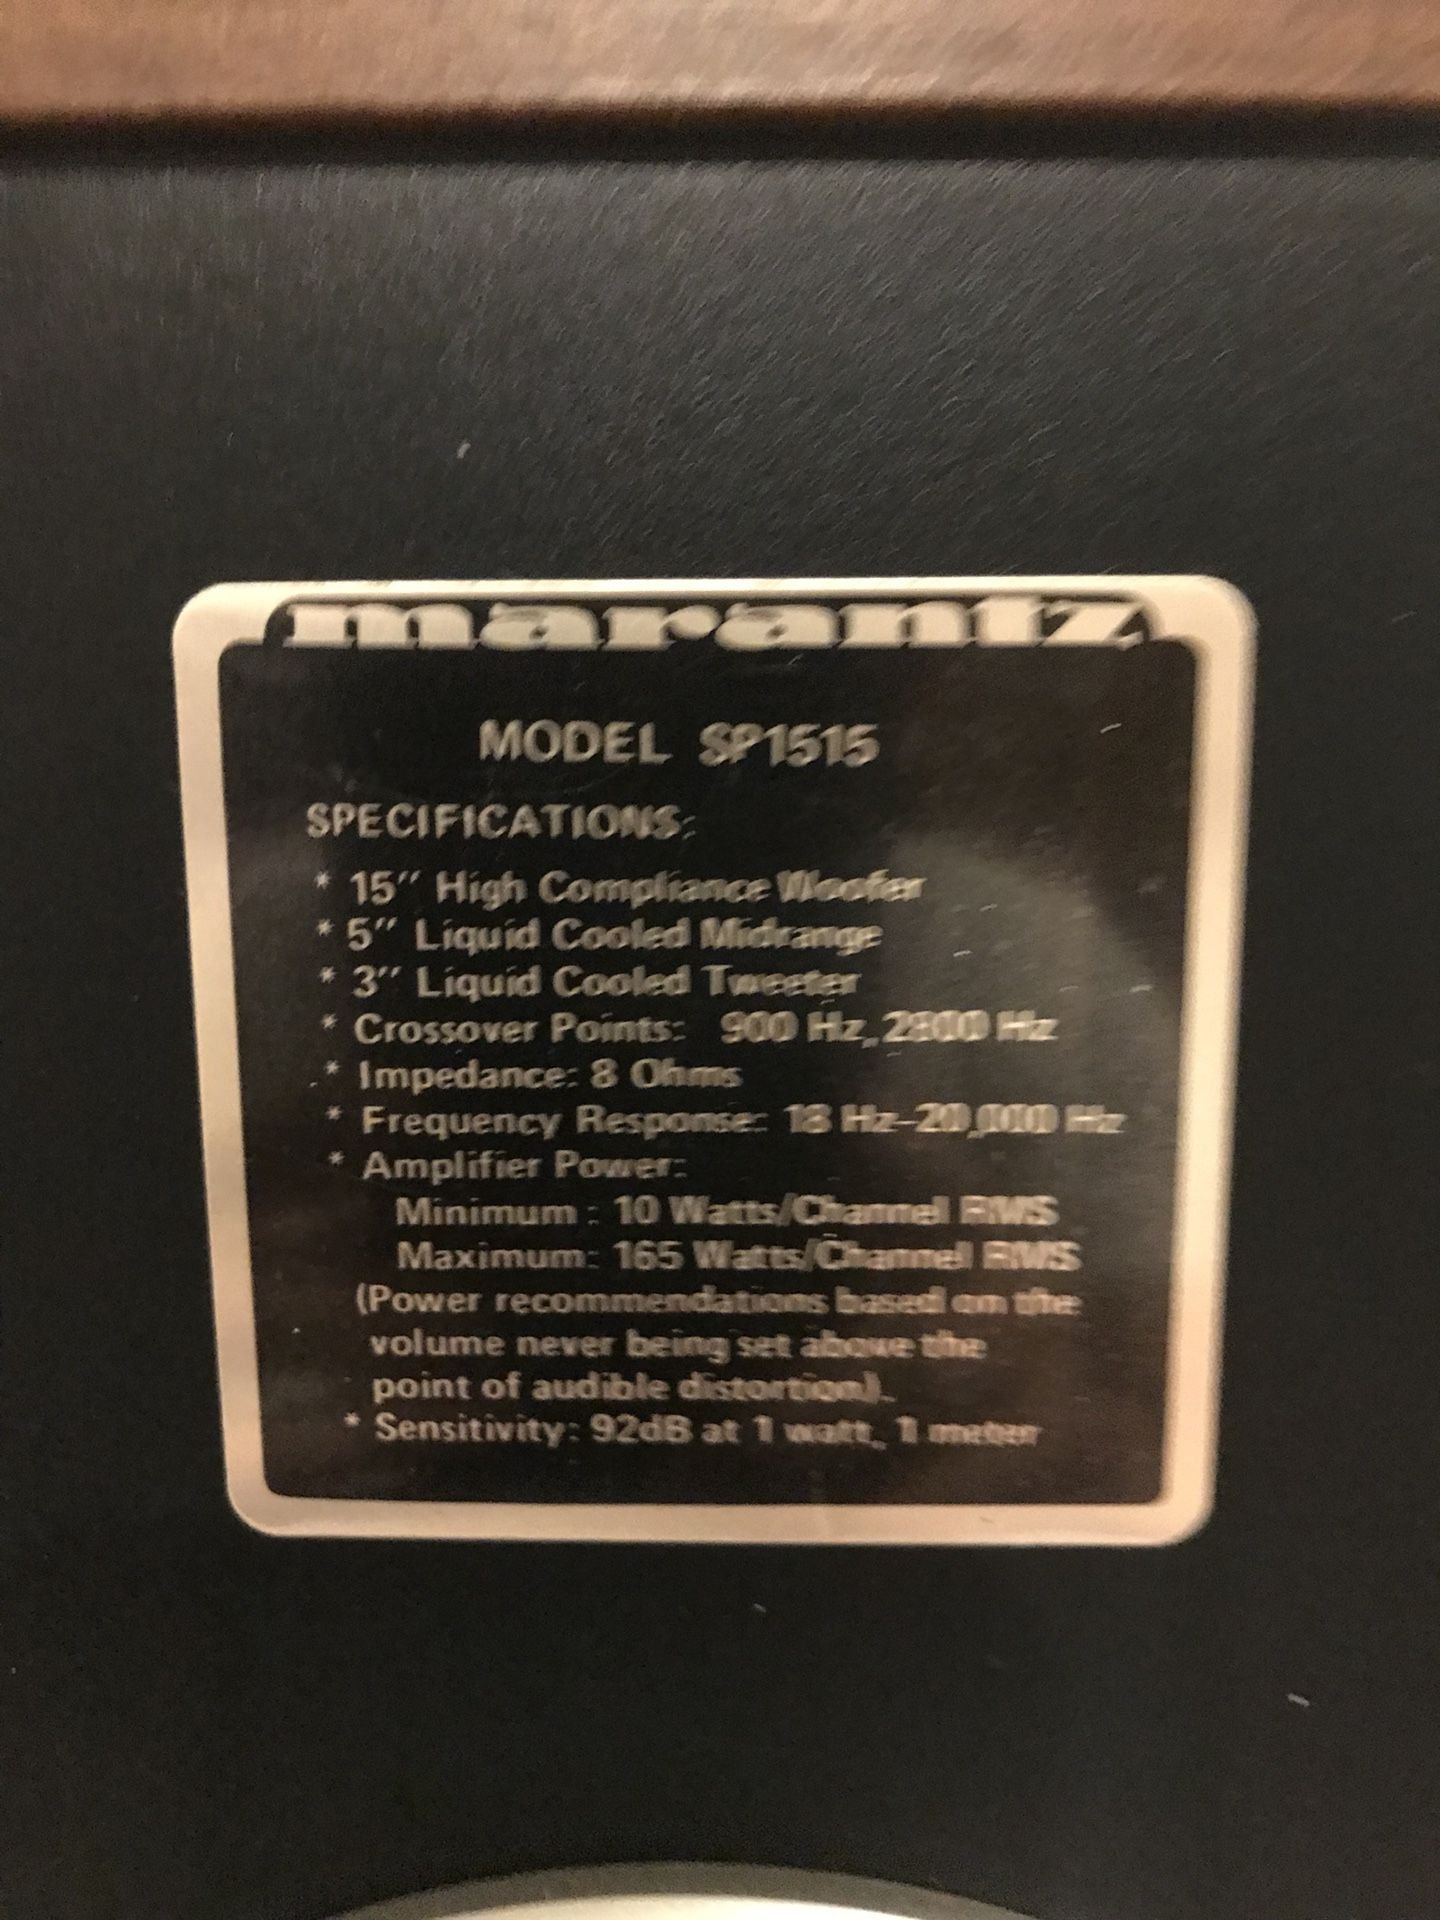 marantz
MODEL SP1515
SPECIFICATIONS:
* 15" High Compliance Woofer
* 5" Liquid Cooled Midrange
* 3" Liquid Cooled Tweeter
* Crossover Points: 900 Hz, 2800 Hz
* Impedance: 8 Ohms
* Frequency Response: 18 Hz-20,000 Hz
* Amplifier Power:
Minimum : 10 Watts/Channel RMS
Maximum: 165 Watts/Channel RMS
(Power recommendations based on the
volume never being set above the
point of audible distortion).
* Sensitivity: 92dB at 1 watt, 1 meter